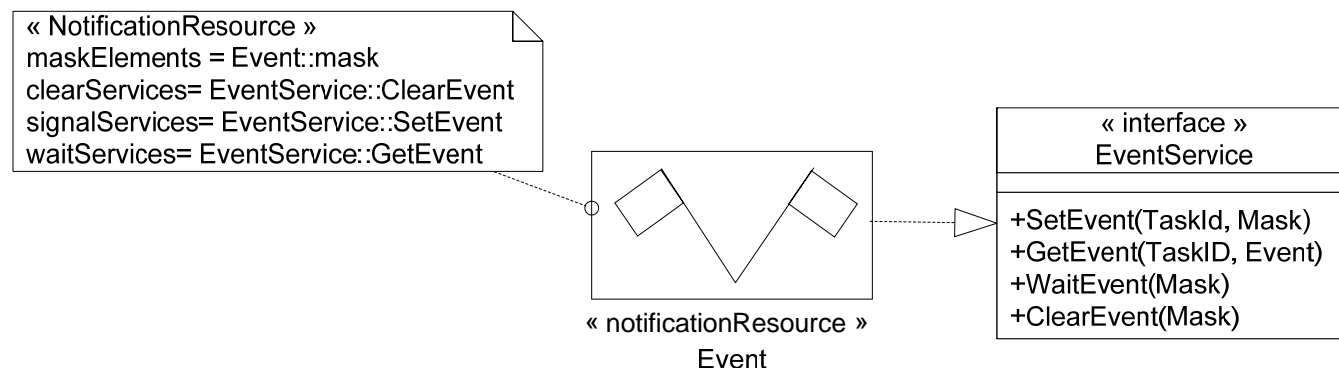 « NotificationResource »
maskElements = Event::mask
clearServices= EventService::ClearEvent
signalServices= EventService::SetEvent
waitServices= EventService::GetEvent
« interface »
EventService
+SetEvent(TaskId, Mask)
+GetEvent(TaskID, Event)
+WaitEvent(Mask)
+ClearEvent(Mask)
« notificationResource »
Event